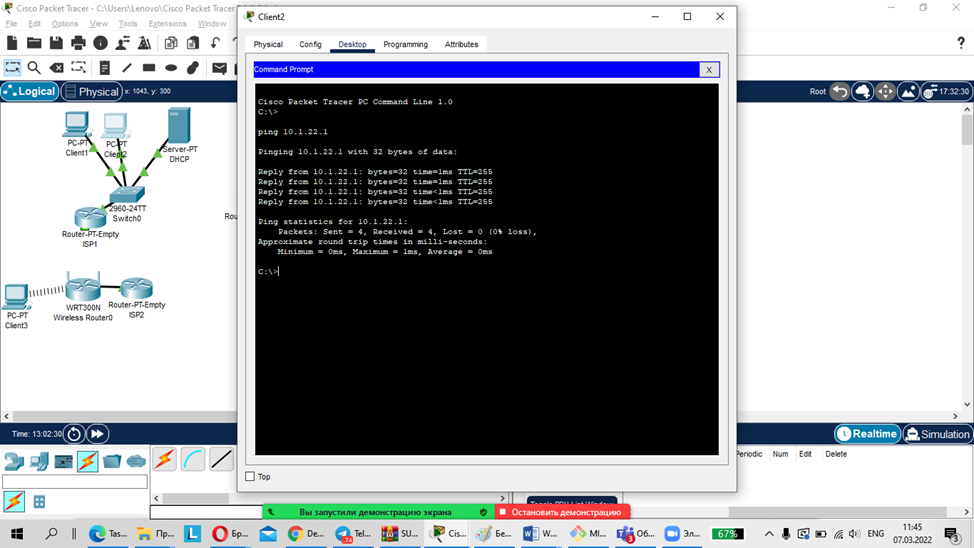 Cisco Packet Tracer - C:\Users\Lenovo\
File Edit Options View Tools Extensions Window
Client2
Physical Config Desktop Programming Attributes
Command Prompt
X
Cisco Packet Tracer PC Command Line 1.0
C:\>
ping 10.1.22.1
Pinging 10.1.22.1 with 32 bytes of data:
Reply from 10.1.22.1: bytes=32 time=1ms TTL=255
Reply from 10.1.22.1: bytes=32 time=1ms TTL=255
Reply from 10.1.22.1: bytes=32 time<1ms TTL=255
Reply from 10.1.22.1: bytes=32 time<1ms TTL=255
Ping statistics for 10.1.22.1:
Packets: Sent = 4, Received = 4, Lost = 0 (0% loss),
Approximate round trip times in milli-seconds:
Minimum = 0ms, Maximum = 1ms, Average = 0ms
C:\>
Top
Logical Physical x: 1043, y: 300
Root 17:32:30
PC-PT
Client1
PC-PT
Client2
Server-PT
DHCP
2960-24TT
Switch0
Router-PT-Empty
ISP1
Ro
PC-PT
Client3
WRT300N
Wireless Router0
Router-PT-Empty
ISP2
Time: 13:02:30
Realtime Simulation
Periodic Num Edit Delete
Вы запустили демонстрацию экрана
Остановить демонстрацию
Tas... Пр... L Бр... De... Tel... 24 SU... Cis... Бе... W... MI... Об... 3 Эл...
67%
ENG
11:45
07.03.2022
3